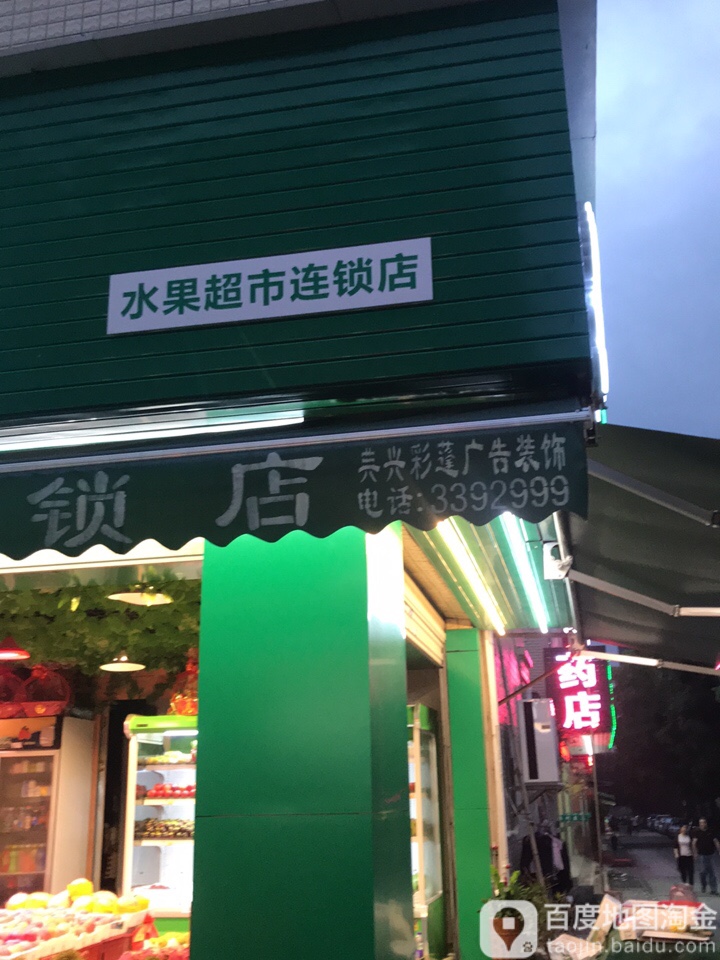 水果超市连锁店
锁店
共兴彩蓬广告装饰
电话:3392999
药店
百度地图淘金
taojin.baidu.com